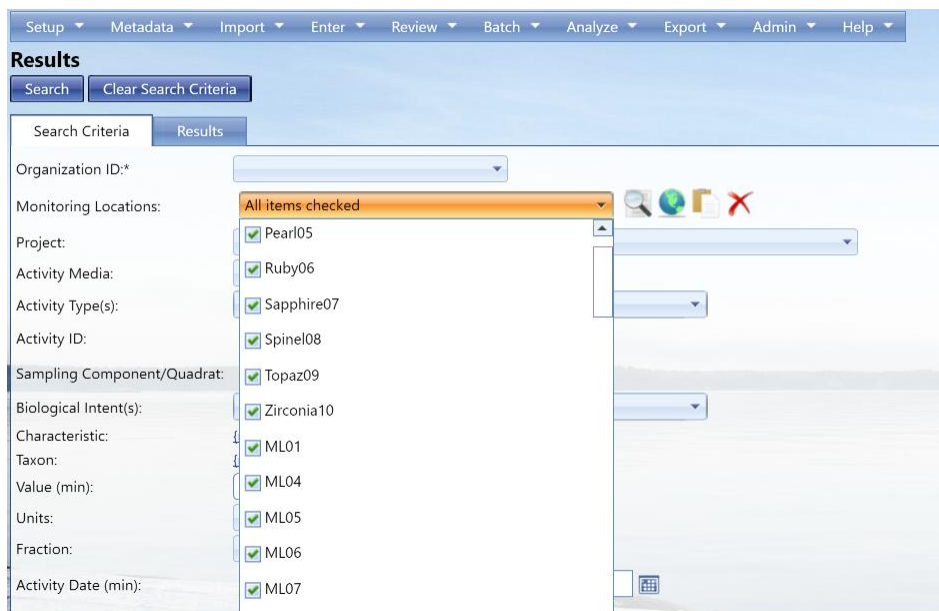 Setup Metadata Import Enter Review Batch Analyze Export Admin Help
Results
Search Clear Search Criteria
Search Criteria Results
Organization ID:*
Monitoring Locations: All items checked
Pearl05
Project:
Ruby06
Activity Media:
Sapphire07
Activity Type(s):
Spinel08
Activity ID:
Topaz09
Sampling Component/Quadrat:
Zirconia10
Biological Intent(s):
Characteristic:
ML01
Taxon:
ML04
Value (min):
ML05
Units:
ML06
Fraction:
ML07
Activity Date (min):